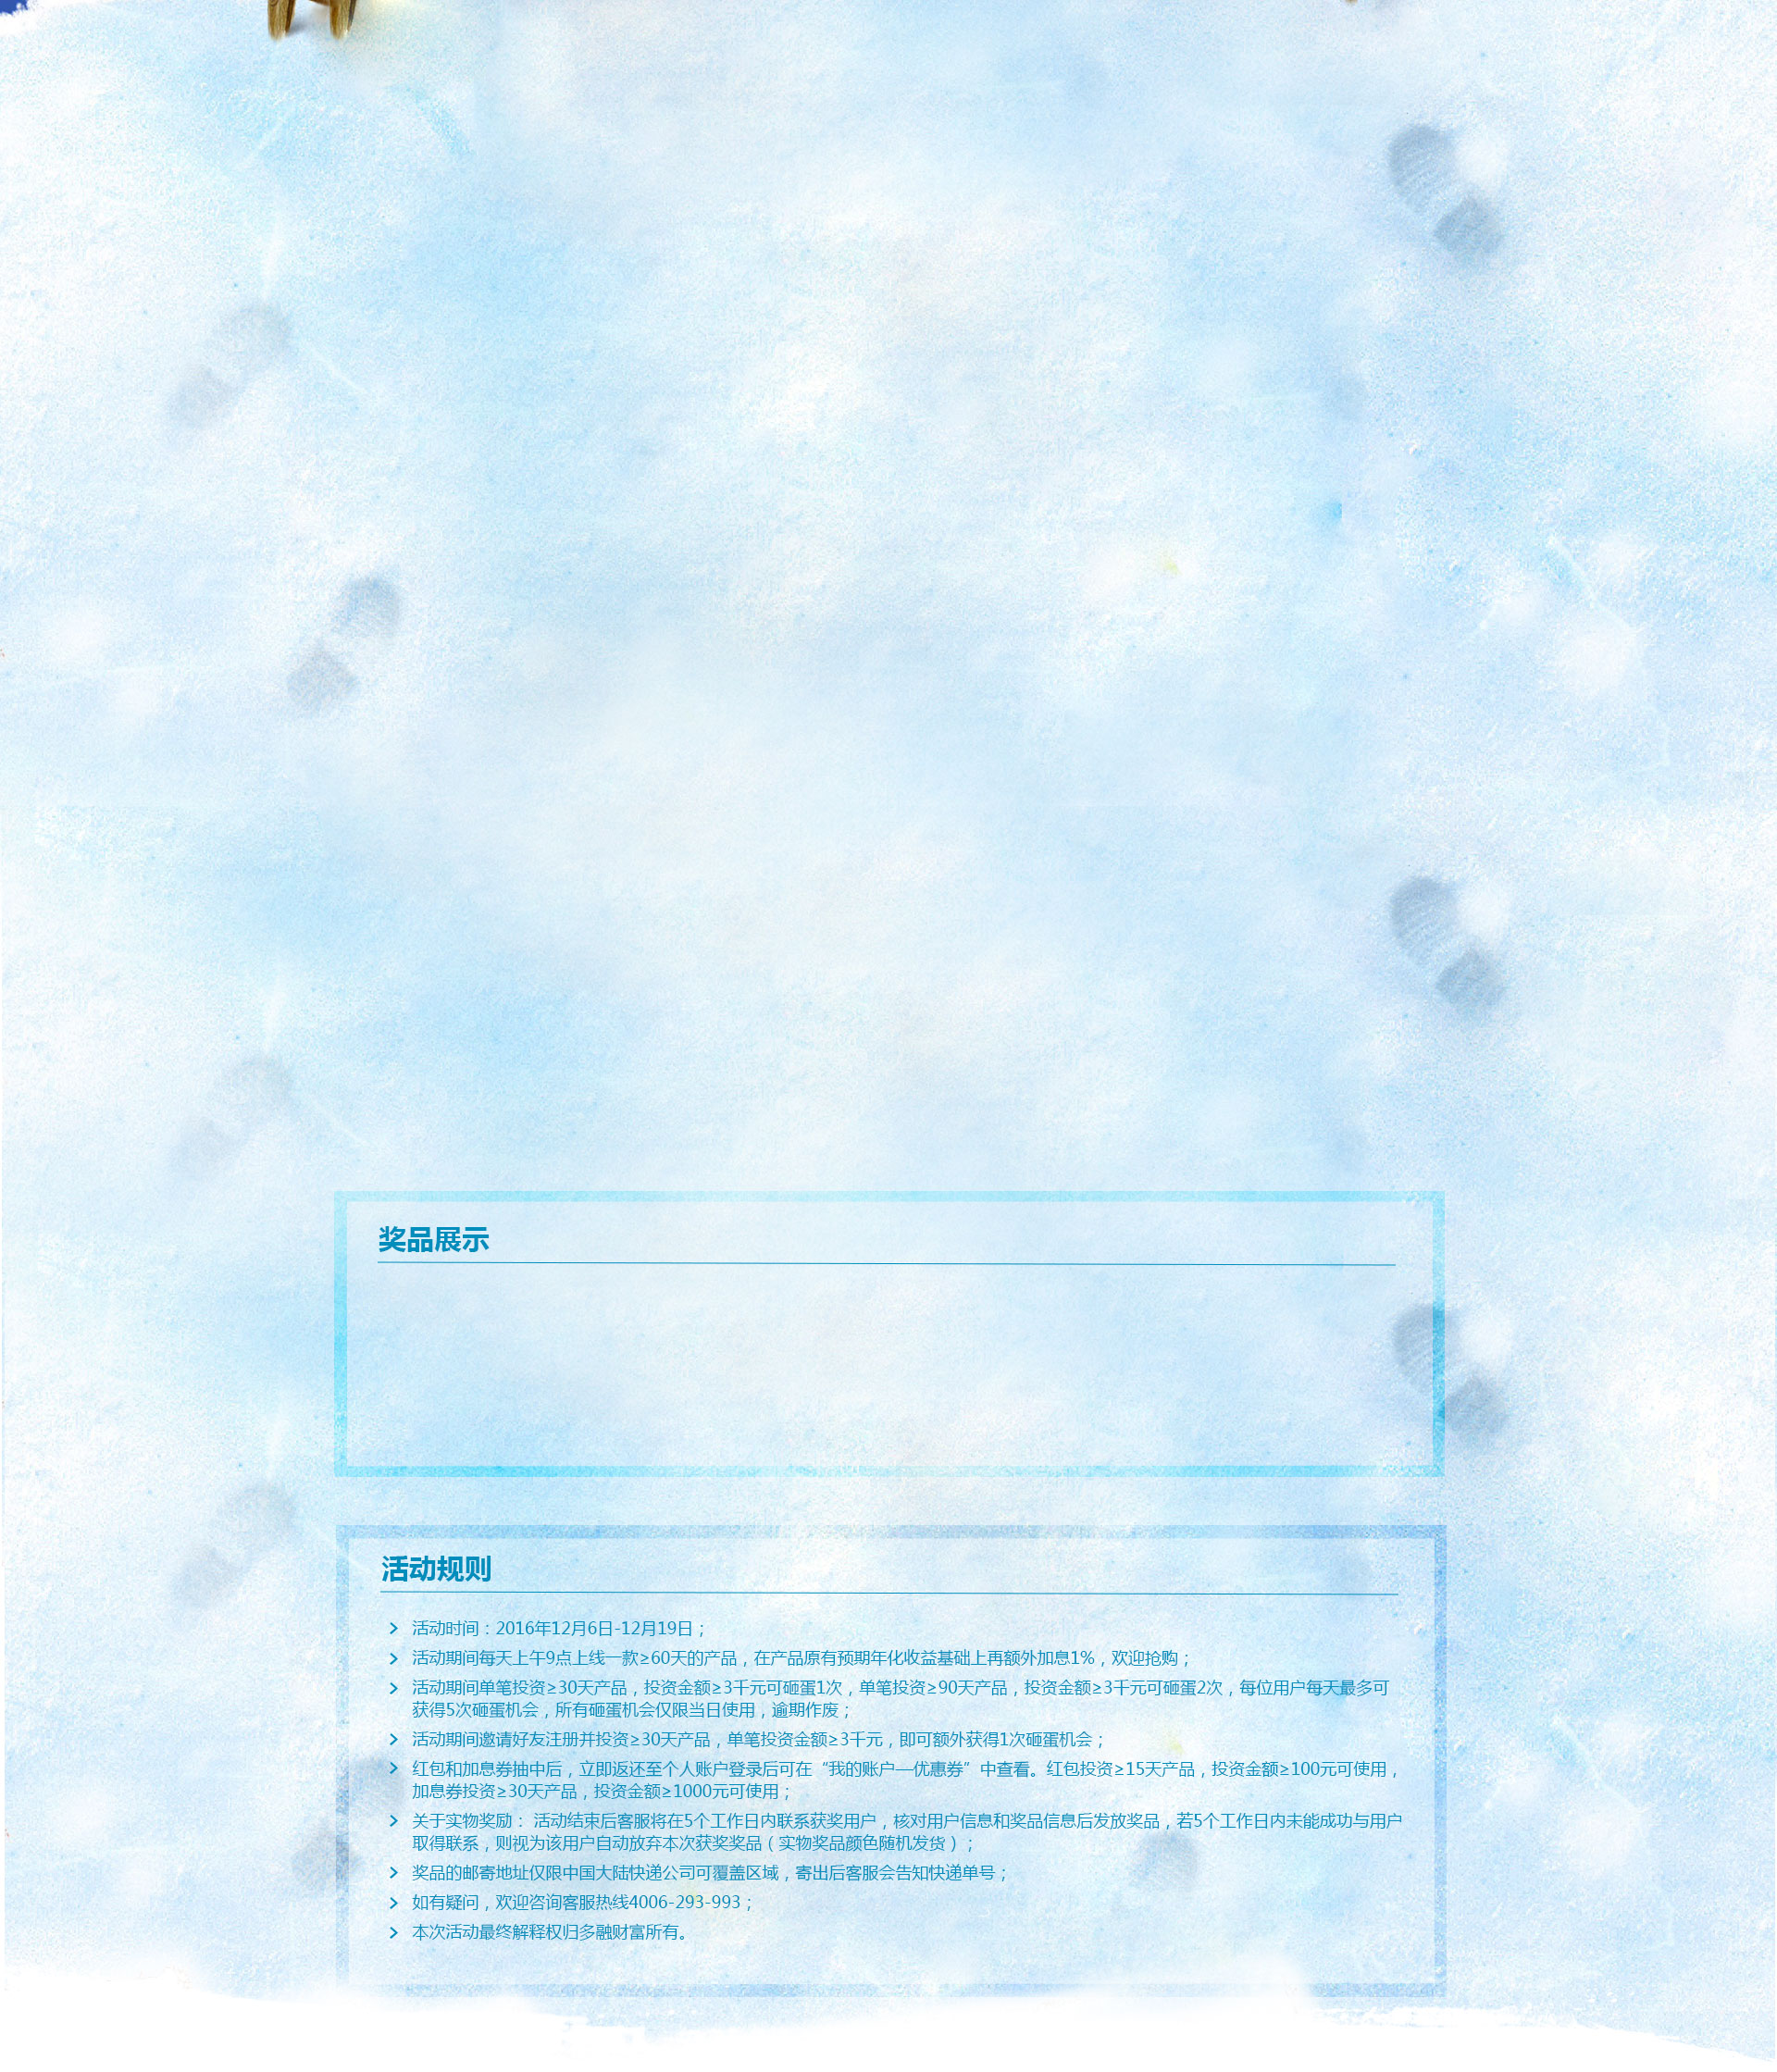 奖品展示
活动规则
活动时间：2016年12月6日-12月19日；
活动期间每天上午9点上线一款≥60天的产品，在产品原有预期年化收益基础上再额外加息1%，欢迎抢购；
活动期间单笔投资≥30天产品，投资金额≥3千元可砸蛋1次，单笔投资≥90天产品，投资金额≥3千元可砸蛋2次，每位用户每天最多可
获得5次砸蛋机会，所有砸蛋机会仅限当日使用，逾期作废；
活动期间邀请好友注册并投资≥30天产品，单笔投资金额≥3千元，即可额外获得1次砸蛋机会；
红包和加息券抽中后，立即返还至个人账户登录后可在“我的账户—优惠券”中查看。红包投资≥15天产品，投资金额≥100元可使用，
加息券投资≥30天产品，投资金额≥1000元可使用；
关于实物奖励： 活动结束后客服将在5个工作日内联系获奖用户，核对用户信息和奖品信息后发放奖品，若5个工作日内未能成功与用户
取得联系，则视为该用户自动放弃本次获奖奖品（实物奖品颜色随机发货）；
奖品的邮寄地址仅限中国大陆快递公司可覆盖区域，寄出后客服会告知快递单号；
如有疑问，欢迎咨询客服热线4006-293-993；
本次活动最终解释权归多融财富所有。